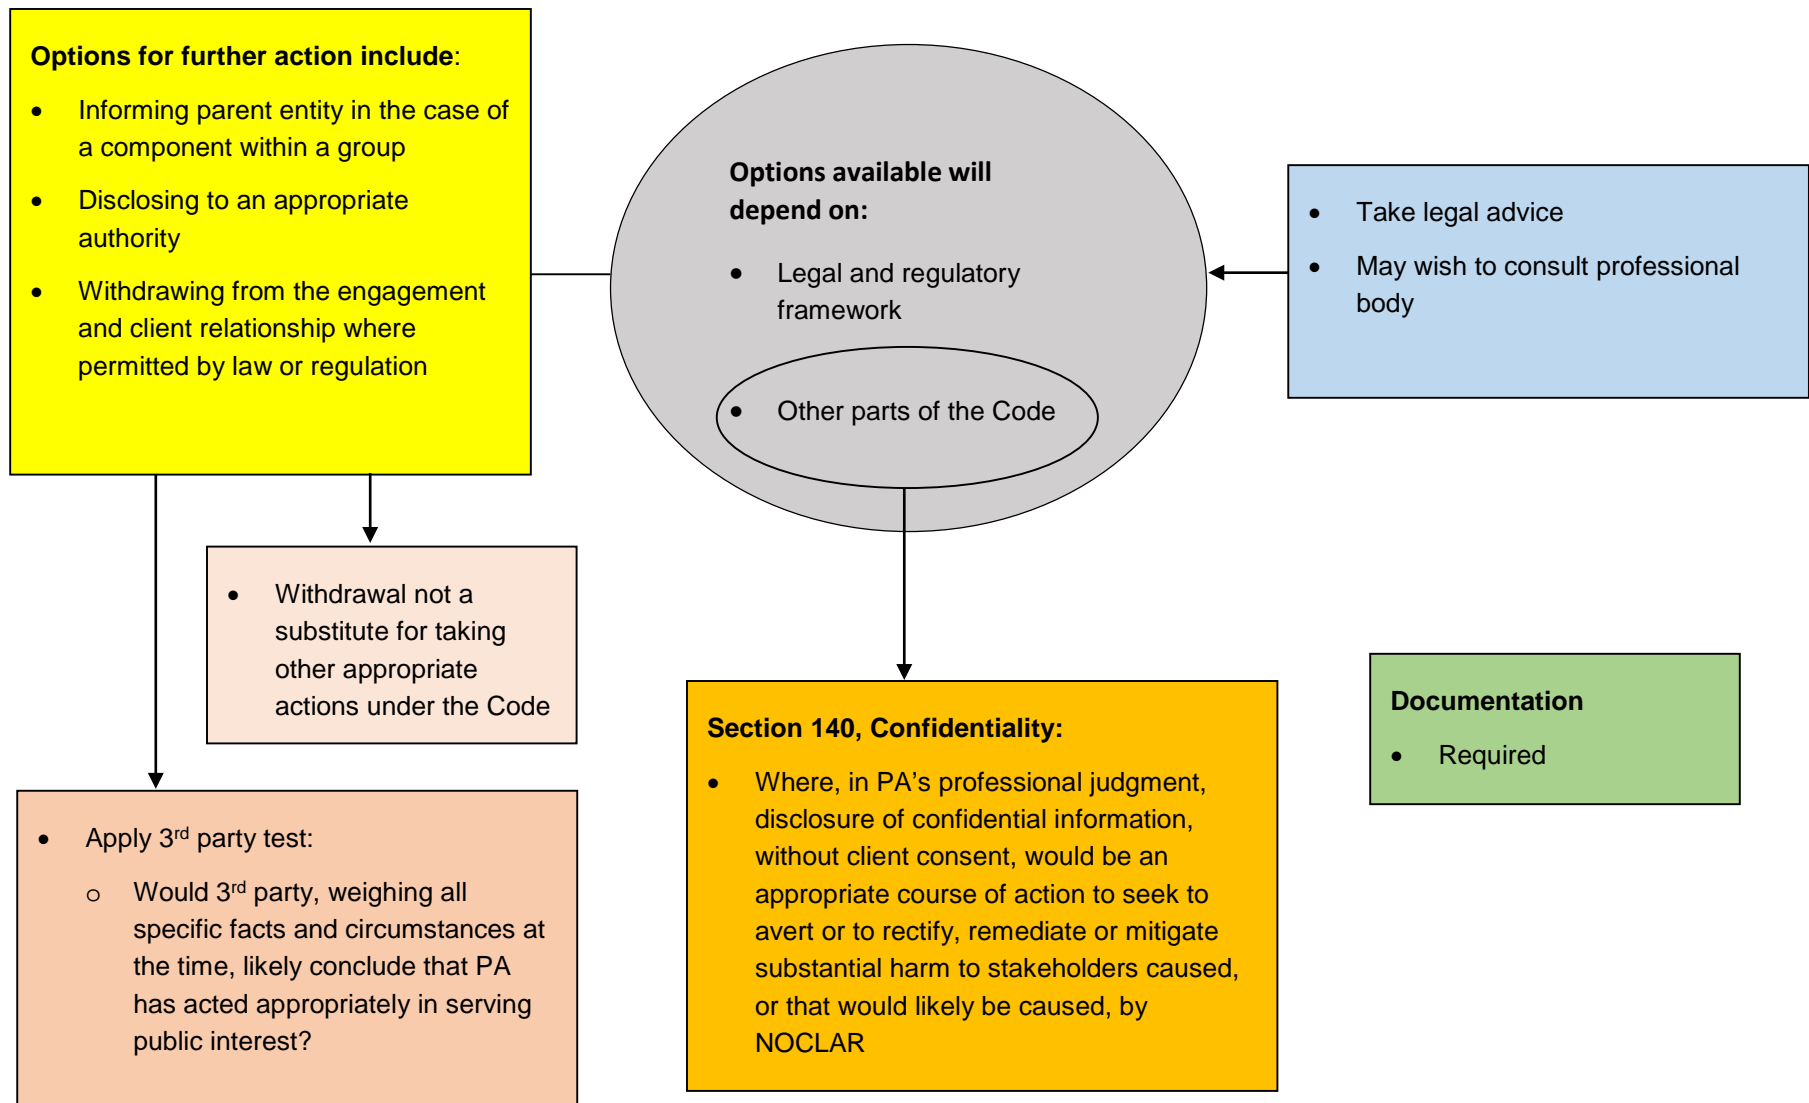 Options for further action include:
• Informing parent entity in the case of
a component within a group
• Disclosing to an appropriate
authority
• Withdrawing from the engagement
and client relationship where
permitted by law or regulation
Options available will
depend on:
• Legal and regulatory
framework
• Other parts of the Code
• Take legal advice
• May wish to consult professional
body
• Withdrawal not a
substitute for taking
other appropriate
actions under the Code
• Apply 3rd party test:
o Would 3rd party, weighing all
specific facts and circumstances at
the time, likely conclude that PA
has acted appropriately in serving
public interest?
Section 140, Confidentiality:
• Where, in PA’s professional judgment,
disclosure of confidential information,
without client consent, would be an
appropriate course of action to seek to
avert or to rectify, remediate or mitigate
substantial harm to stakeholders caused,
or that would likely be caused, by
NOCLAR
Documentation
• Required